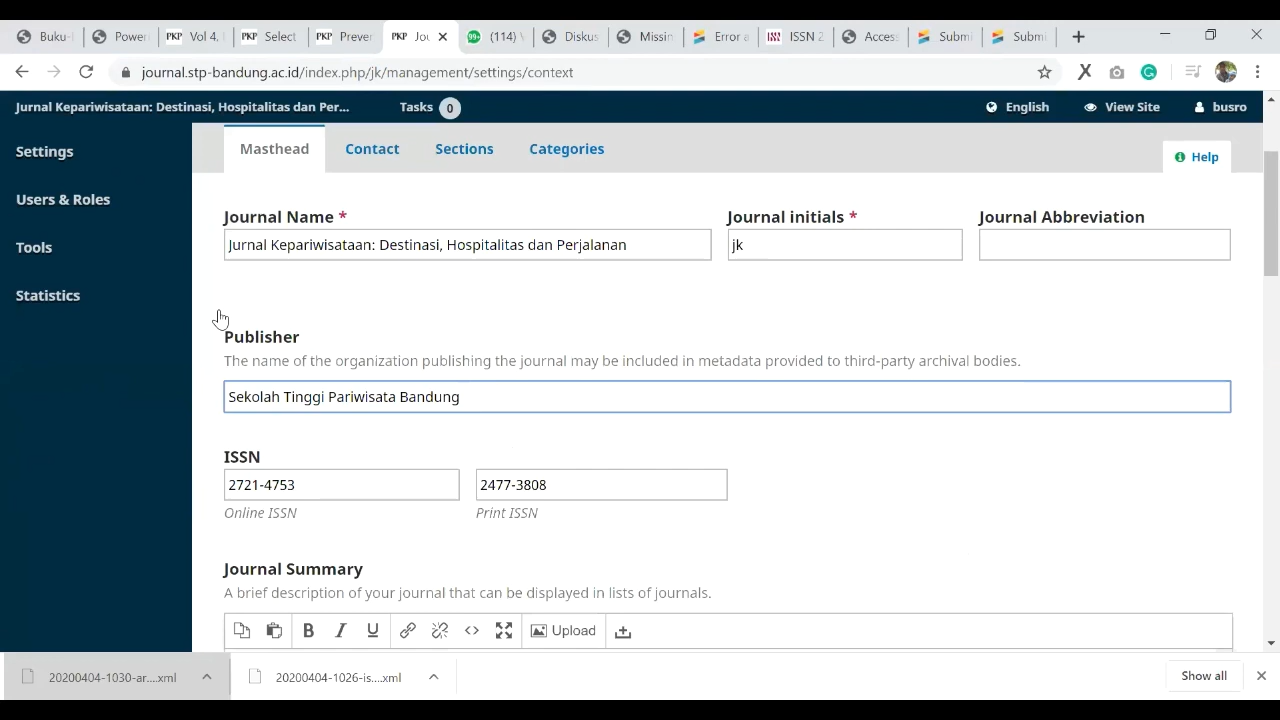 Buku-
Power
PKP Vol 4.
PKP Select
PKP Prever
PKP Jou
99+ (114)
Diskus
Missin
Error a
ISSN 2
Access
Submi
Submi
journal.stp-bandung.ac.id/index.php/jk/management/settings/context
Jurnal Kepariwisataan: Destinasi, Hospitalitas dan Per...
Tasks 0
English
View Site
busro
Settings
Users & Roles
Tools
Statistics
Masthead
Contact
Sections
Categories
Help
Journal Name *
Journal initials *
Journal Abbreviation
Jurnal Kepariwisataan: Destinasi, Hospitalitas dan Perjalanan
jk
Publisher
The name of the organization publishing the journal may be included in metadata provided to third-party archival bodies.
Sekolah Tinggi Pariwisata Bandung
ISSN
2721-4753
2477-3808
Online ISSN
Print ISSN
Journal Summary
A brief description of your journal that can be displayed in lists of journals.
B I U
Upload
20200404-1030-ar....xml
20200404-1026-is....xml
Show all